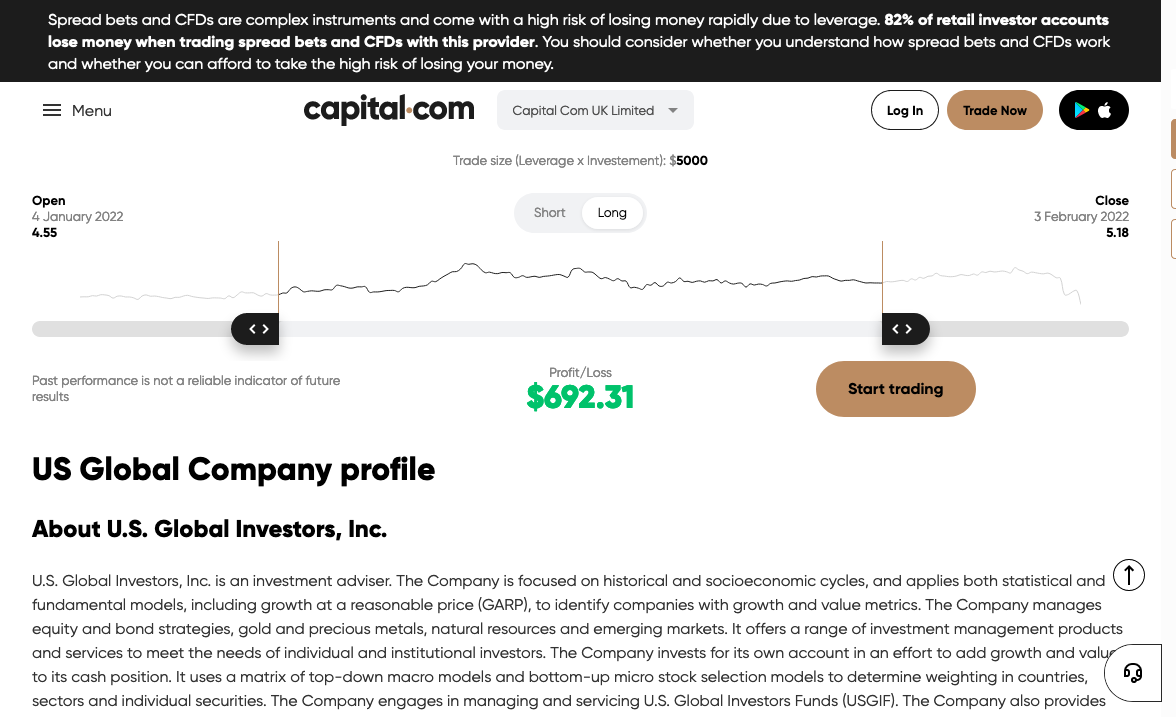 Spread bets and CFDs are complex instruments and come with a high risk of losing money rapidly due to leverage. 82% of retail investor accounts
lose money when trading spread bets and CFDs with this provider. You should consider whether you understand how spread bets and CFDs work
and whether you can afford to take the high risk of losing your money.
Menu
capital.com
Capital Com UK Limited
Log In
Trade Now
Trade size (Leverage x Investement): $5000
Open
4 January 2022
4.55
Short
Long
Close
3 February 2022
5.18
Past performance is not a reliable indicator of future
results
Profit/Loss
$692.31
Start trading
US Global Company profile
About U.S. Global Investors, Inc.
U.S. Global Investors, Inc. is an investment adviser. The Company is focused on historical and socioeconomic cycles, and applies both statistical and
fundamental models, including growth at a reasonable price (GARP), to identify companies with growth and value metrics. The Company manages
equity and bond strategies, gold and precious metals, natural resources and emerging markets. It offers a range of investment management products
and services to meet the needs of individual and institutional investors. The Company invests for its own account in an effort to add growth and value
to its cash position. It uses a matrix of top-down macro models and bottom-up micro stock selection models to determine weighting in countries,
sectors and individual securities. The Company engages in managing and servicing U.S. Global Investors Funds (USGIF). The Company also provides